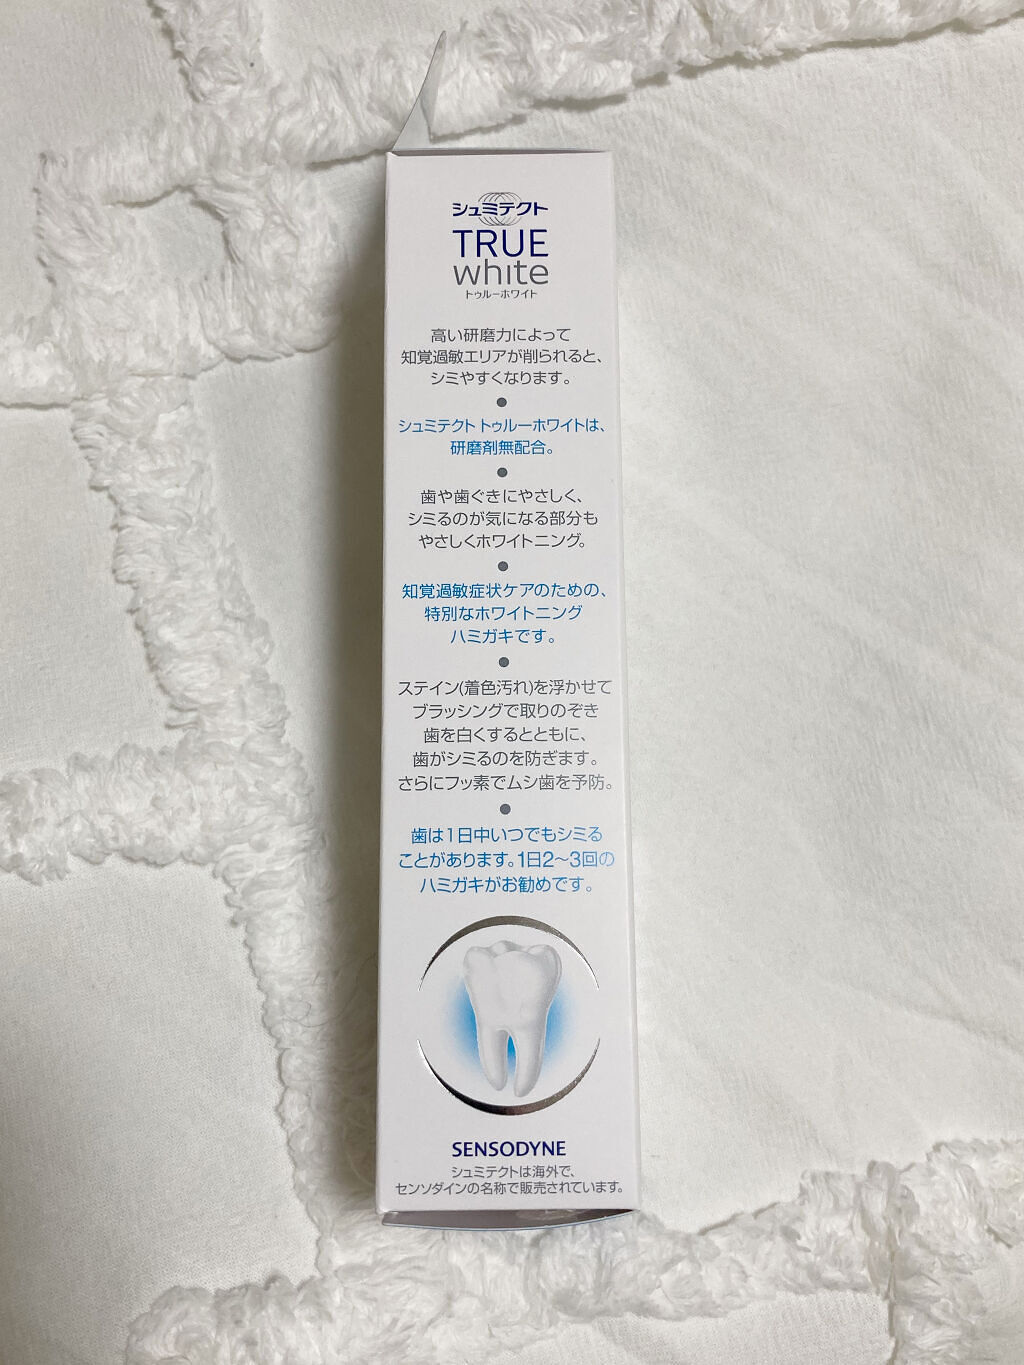 シュミテクト
TRUE
white
トゥルーホワイト
高い研磨力によって
知覚過敏エリアが削られると、
シミやすくなります。
シュミテクト トゥルーホワイトは、
研磨剤無配合。
歯や歯ぐきにやさしく、
シミるのが気になる部分も
やさしくホワイトニング。
知覚過敏症状ケアのための、
特別なホワイトニング
ハミガキです。
ステイン(着色汚れ)を浮かせて
ブラッシングで取りのぞき
歯を白くするとともに、
歯がシミるのを防ぎます。
さらにフッ素でムシ歯を予防。
歯は1日中いつでもシミる
ことがあります。1日2〜3回の
ハミガキがお勧めです。
SENSODYNE
シュミテクトは海外で、
センソダインの名称で販売されています。